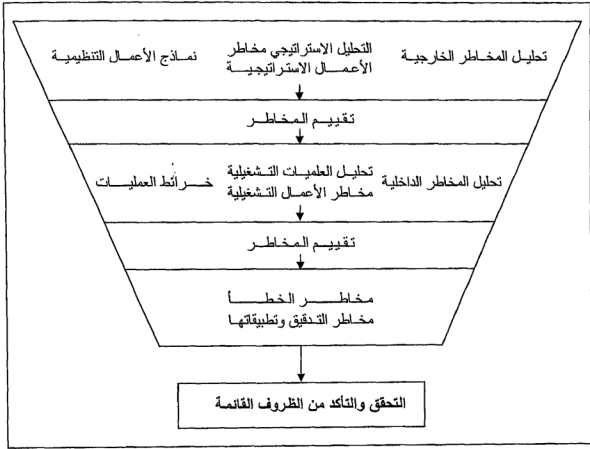 تحليل المخاطر الخارجية
التحليل الاستراتيجي مخاطر
الأعمال الاستراتيجية
نماذج الأعمال التنظيمية
تقييم المخاطر
تحليل المخاطر الداخلية
تحليل العلميات التشغيلية
مخاطر الأعمال التشغيلية
خرائط العمليات
تقييم المخاطر
مخاطر الخطأ
مخاطر التدقيق وتطبيقاتها
التحقق والتأكد من الظروف القائمة